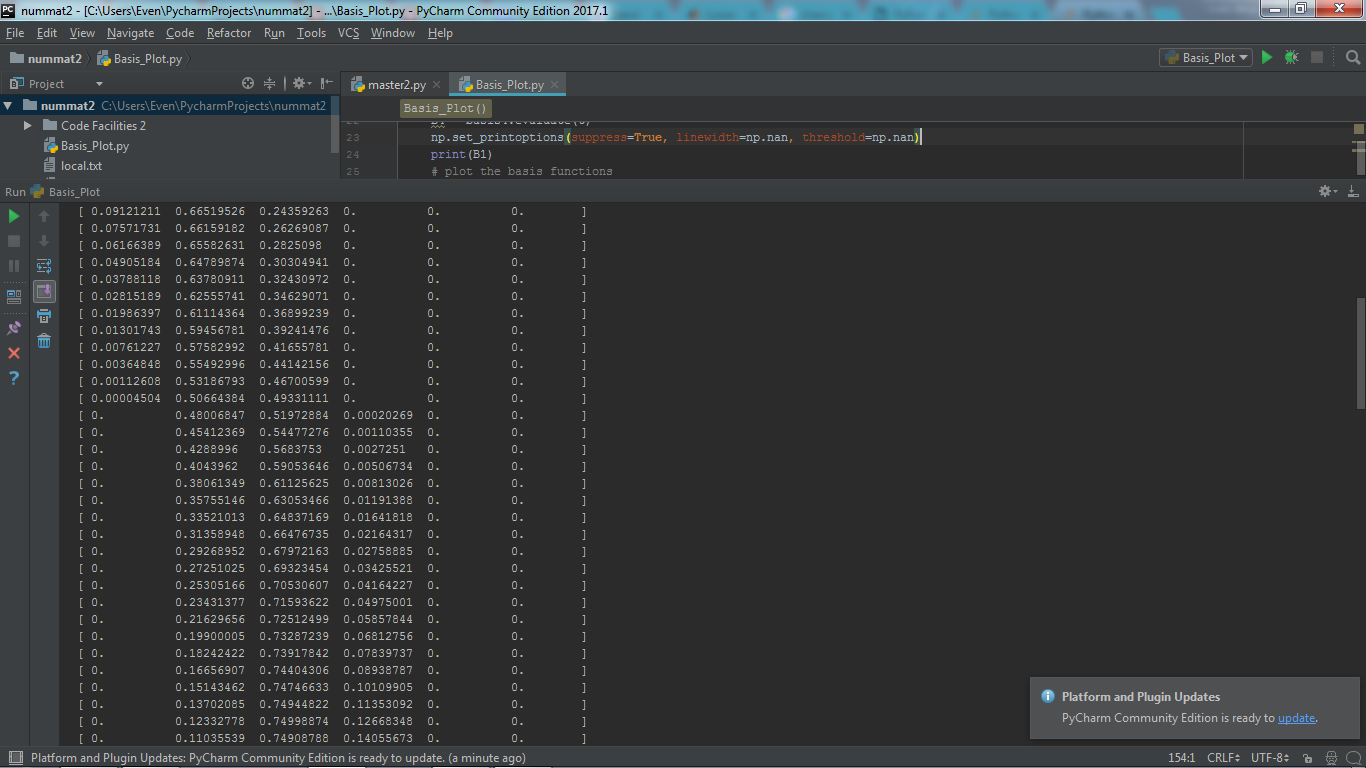 nummat2 - [C:\Users\Even\PycharmProjects\nummat2] - ...\Basis_Plot.py - PyCharm Community Edition 2017.1
File Edit View Navigate Code Refactor Run Tools VCS Window Help
nummat2 Basis_Plot.py Basis_Plot
Project master2.py Basis_Plot.py
nummat2 C:\Users\Even\PycharmProjects\nummat2 Basis_Plot()
Code Facilities 2
Basis_Plot.py
local.txt
23 np.set_printoptions(suppress=True, linewidth=np.nan, threshold=np.nan)
24 print(B1)
25 # plot the basis functions
Run Basis_Plot
[ 0.09121211 0.66519526 0.24359263 0. 0. 0. ]
[ 0.07571731 0.66159182 0.26269087 0. 0. 0. ]
[ 0.06166389 0.65582631 0.2825098 0. 0. 0. ]
[ 0.04905184 0.64789874 0.30304941 0. 0. 0. ]
[ 0.03788118 0.63780911 0.32430972 0. 0. 0. ]
[ 0.02815189 0.62555741 0.34629071 0. 0. 0. ]
[ 0.01986397 0.61114364 0.36899239 0. 0. 0. ]
[ 0.01301743 0.59456781 0.39241476 0. 0. 0. ]
[ 0.00761227 0.57582992 0.41655781 0. 0. 0. ]
[ 0.00364848 0.55492996 0.44142156 0. 0. 0. ]
[ 0.00112608 0.53186793 0.46700599 0. 0. 0. ]
[ 0.00004504 0.50664384 0.49331111 0. 0. 0. ]
[ 0. 0.48006847 0.51972884 0.00020269 0. 0. ]
[ 0. 0.45412369 0.54477276 0.00110355 0. 0. ]
[ 0. 0.4288996 0.5683753 0.0027251 0. 0. ]
[ 0. 0.4043962 0.59053646 0.00506734 0. 0. ]
[ 0. 0.38061349 0.61125625 0.00813026 0. 0. ]
[ 0. 0.35755146 0.63053466 0.01191388 0. 0. ]
[ 0. 0.33521013 0.64837169 0.01641818 0. 0. ]
[ 0. 0.31358948 0.66476735 0.02164317 0. 0. ]
[ 0. 0.29268952 0.67972163 0.02758885 0. 0. ]
[ 0. 0.27251025 0.69323454 0.03425521 0. 0. ]
[ 0. 0.25305166 0.70530607 0.04164227 0. 0. ]
[ 0. 0.23431377 0.71593622 0.04975001 0. 0. ]
[ 0. 0.21629656 0.72512499 0.05857844 0. 0. ]
[ 0. 0.19900005 0.73287239 0.06812756 0. 0. ]
[ 0. 0.18242422 0.73917842 0.07839737 0. 0. ]
[ 0. 0.16656907 0.74404306 0.08938787 0. 0. ]
[ 0. 0.15143462 0.74746633 0.10109905 0. 0. ]
[ 0. 0.13702085 0.74944822 0.11353092 0. 0. ]
[ 0. 0.12332778 0.74998874 0.12668348 0. 0. ]
[ 0. 0.11035539 0.74908788 0.14055673 0. 0. ]
Platform and Plugin Updates
PyCharm Community Edition is ready to update.
Platform and Plugin Updates: PyCharm Community Edition is ready to update. (a minute ago) 154:1 CRLF UTF-8